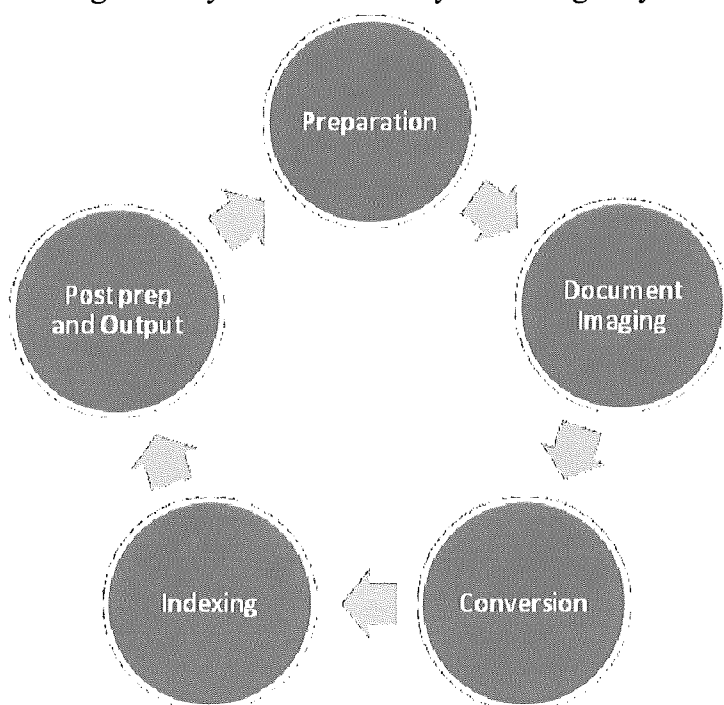 Preparation
Document
Imaging
Conversion
Indexing
Post prep
and Output